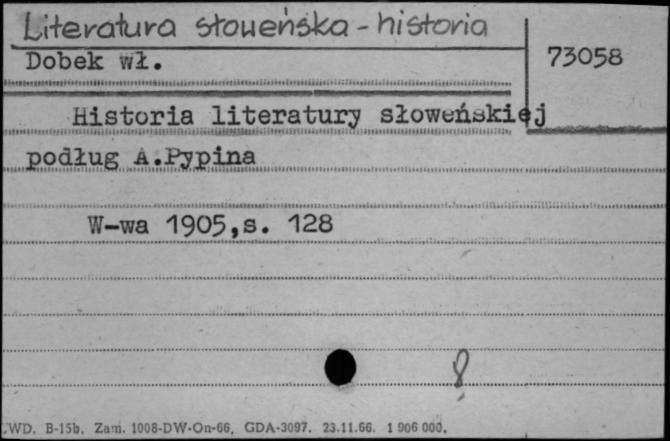 Literatura słoweńska - historia
Dobek wł.
73058
Historia literatury słoweńskiej
podług A.Pypina
W-wa 1905,s. 128
8
WD. B-15b. Zam. 1008-DW-On-66. GDA-3097. 23.11.66. 1 906 000.